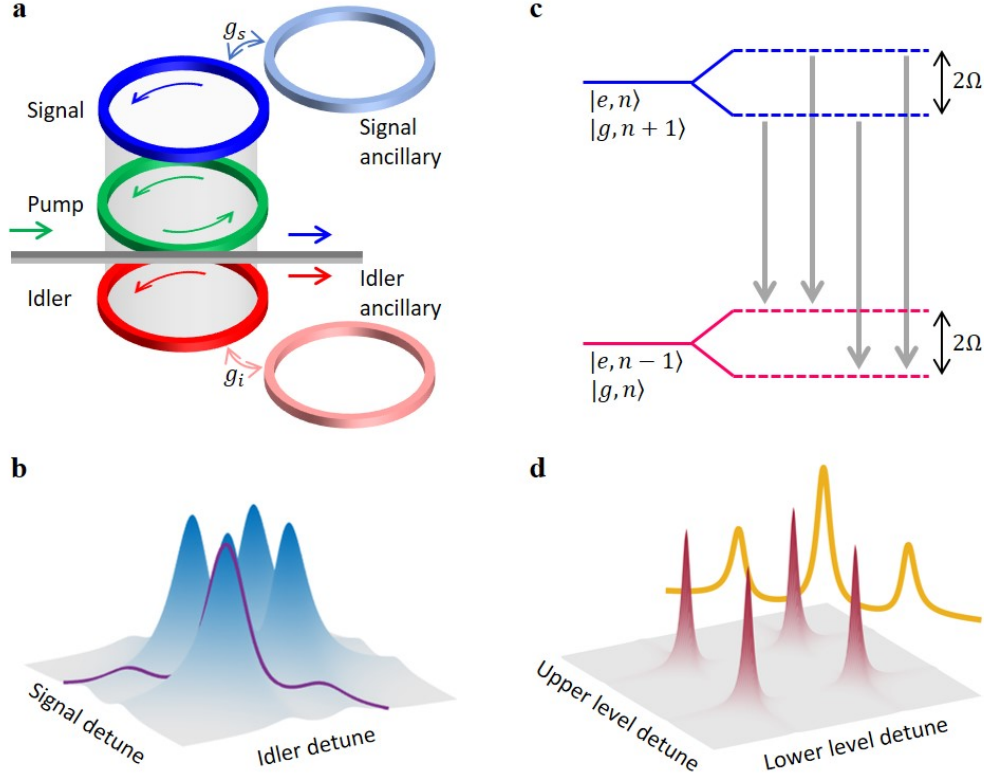 a
g_s
Signal
Signal
ancillary
Pump
Idler
Idler
ancillary
g_i
b
Signal detune
Idler detune
c
|e, n⟩
|g, n + 1⟩
2Ω
|e, n − 1⟩
|g, n⟩
2Ω
d
Upper level detune
Lower level detune